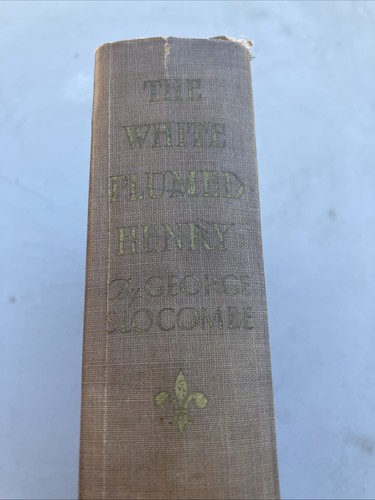 THE
WHITE
PLUMED
HENRY
By GEORGE
SLOCOMBE